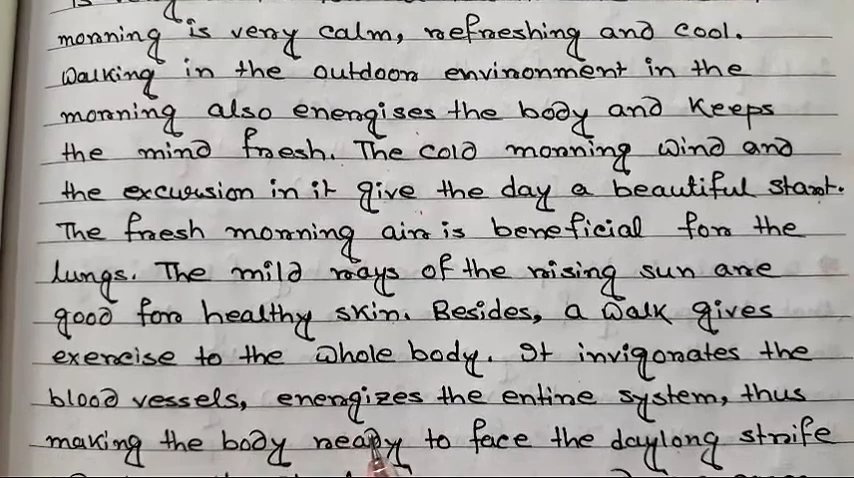 morning is very calm, refreshing and cool.
Walking in the outdoor environment in the
morning also energises the body and keeps
the mind fresh. The cold morning wind and
the excursion in it give the day a beautiful start.
The fresh morning air is beneficial for the
lungs. The mild rays of the rising sun are
good for healthy skin. Besides, a walk gives
exercise to the whole body. It invigorates the
blood vessels, energizes the entire system, thus
making the body ready to face the daylong strife